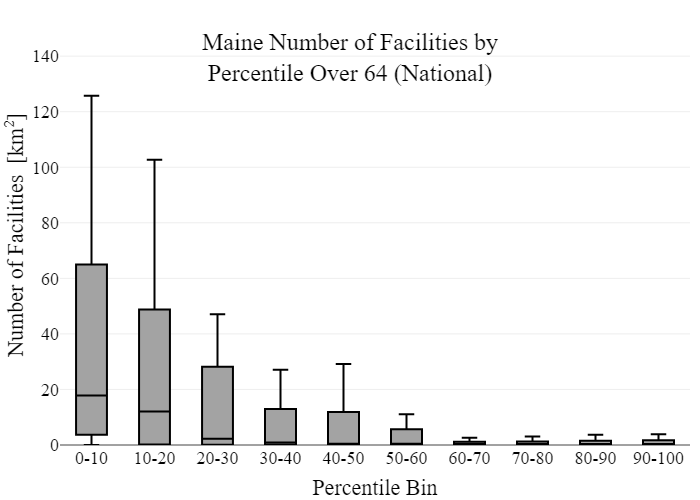 Maine Number of Facilities by
Percentile Over 64 (National)
Number of Facilities [km²]
140
120
100
80
60
40
20
0
0-10 10-20 20-30 30-40 40-50 50-60 60-70 70-80 80-90 90-100
Percentile Bin